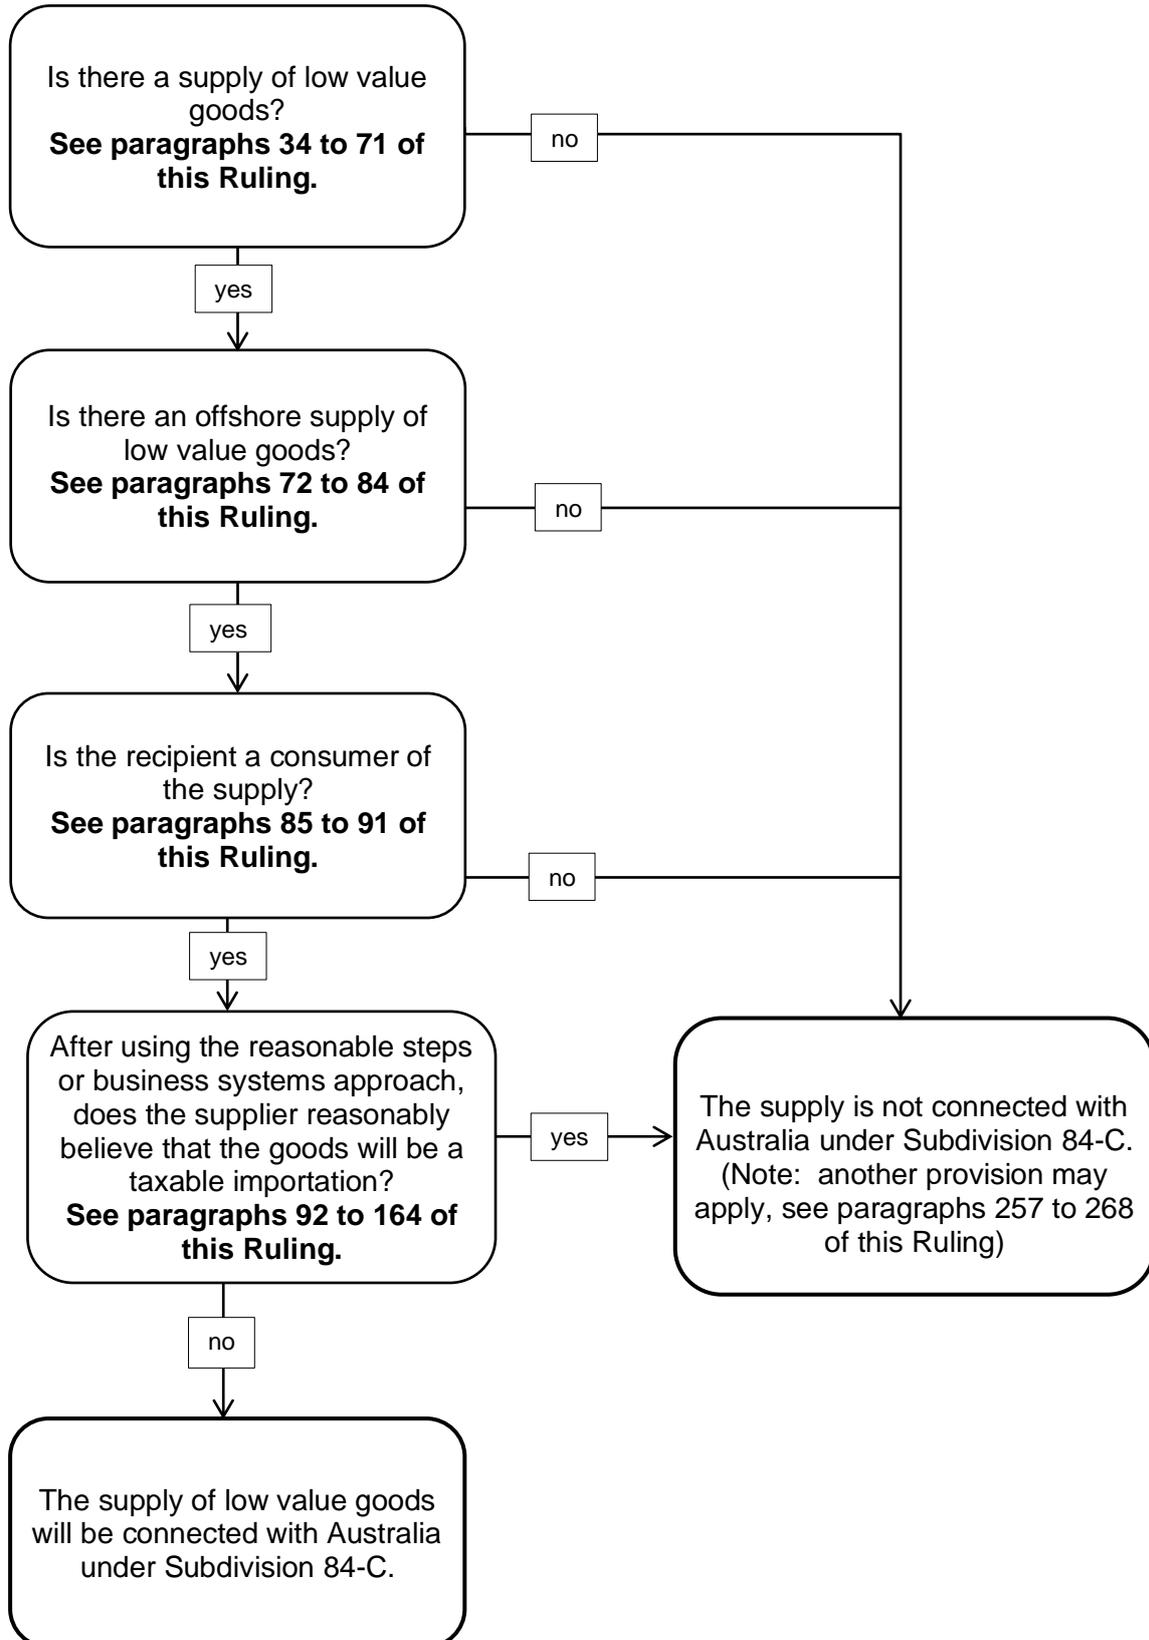 Is there a supply of low value
goods?
See paragraphs 34 to 71 of
this Ruling.
no
yes
Is there an offshore supply of
low value goods?
See paragraphs 72 to 84 of
this Ruling.
no
yes
Is the recipient a consumer of
the supply?
See paragraphs 85 to 91 of
this Ruling.
no
yes
After using the reasonable steps
or business systems approach,
does the supplier reasonably
believe that the goods will be a
taxable importation?
See paragraphs 92 to 164 of
this Ruling.
yes
The supply is not connected with
Australia under Subdivision 84-C.
(Note:  another provision may
apply, see paragraphs 257 to 268
of this Ruling)
no
The supply of low value goods
will be connected with Australia
under Subdivision 84-C.